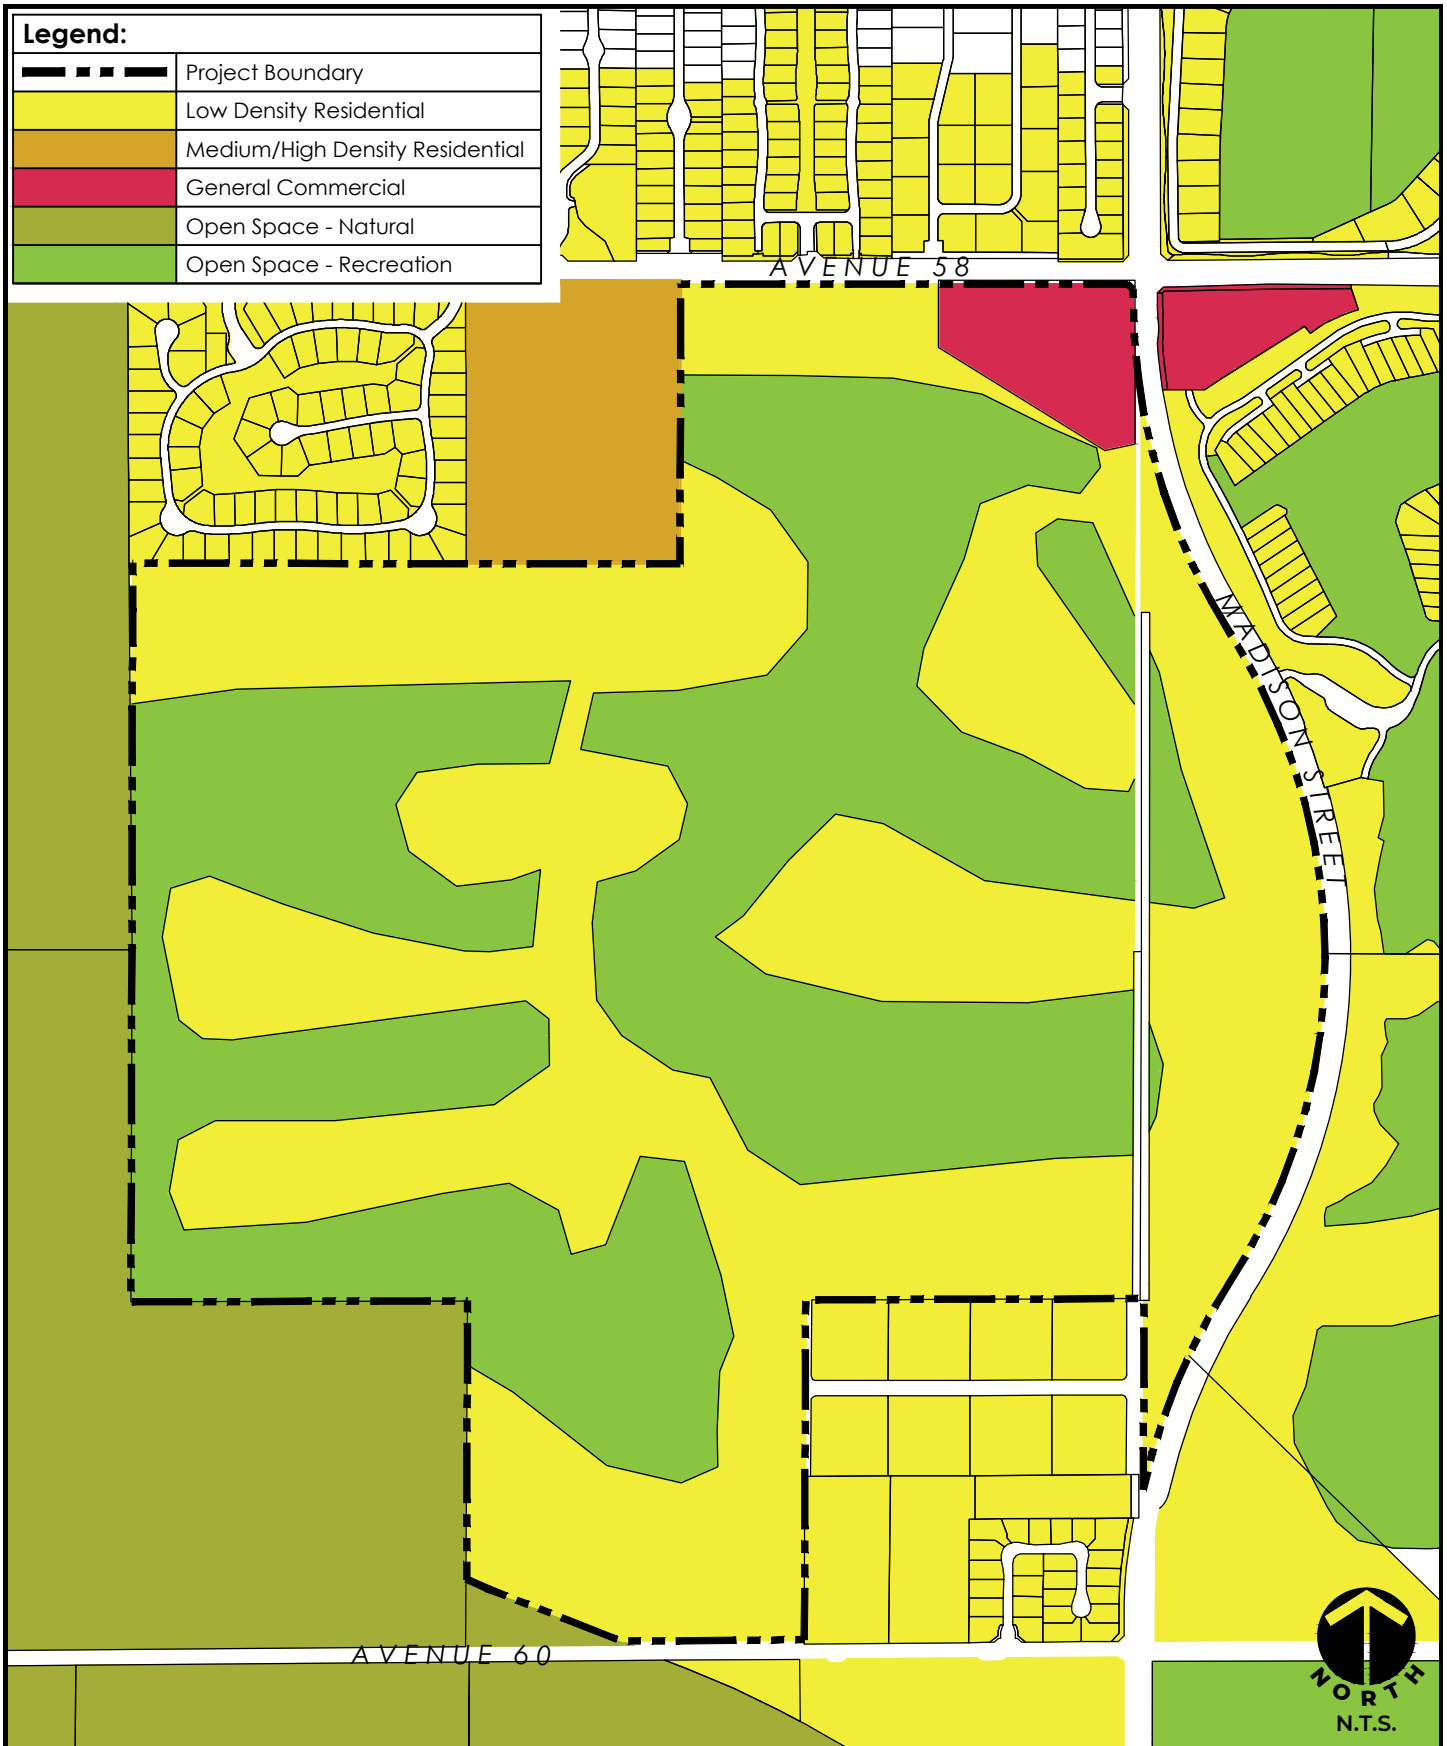 Legend:
Project Boundary
Low Density Residential
Medium/High Density Residential
General Commercial
Open Space - Natural
Open Space - Recreation
AVENUE 58
MADISON STREET
AVENUE 60
NORTH
N.T.S.